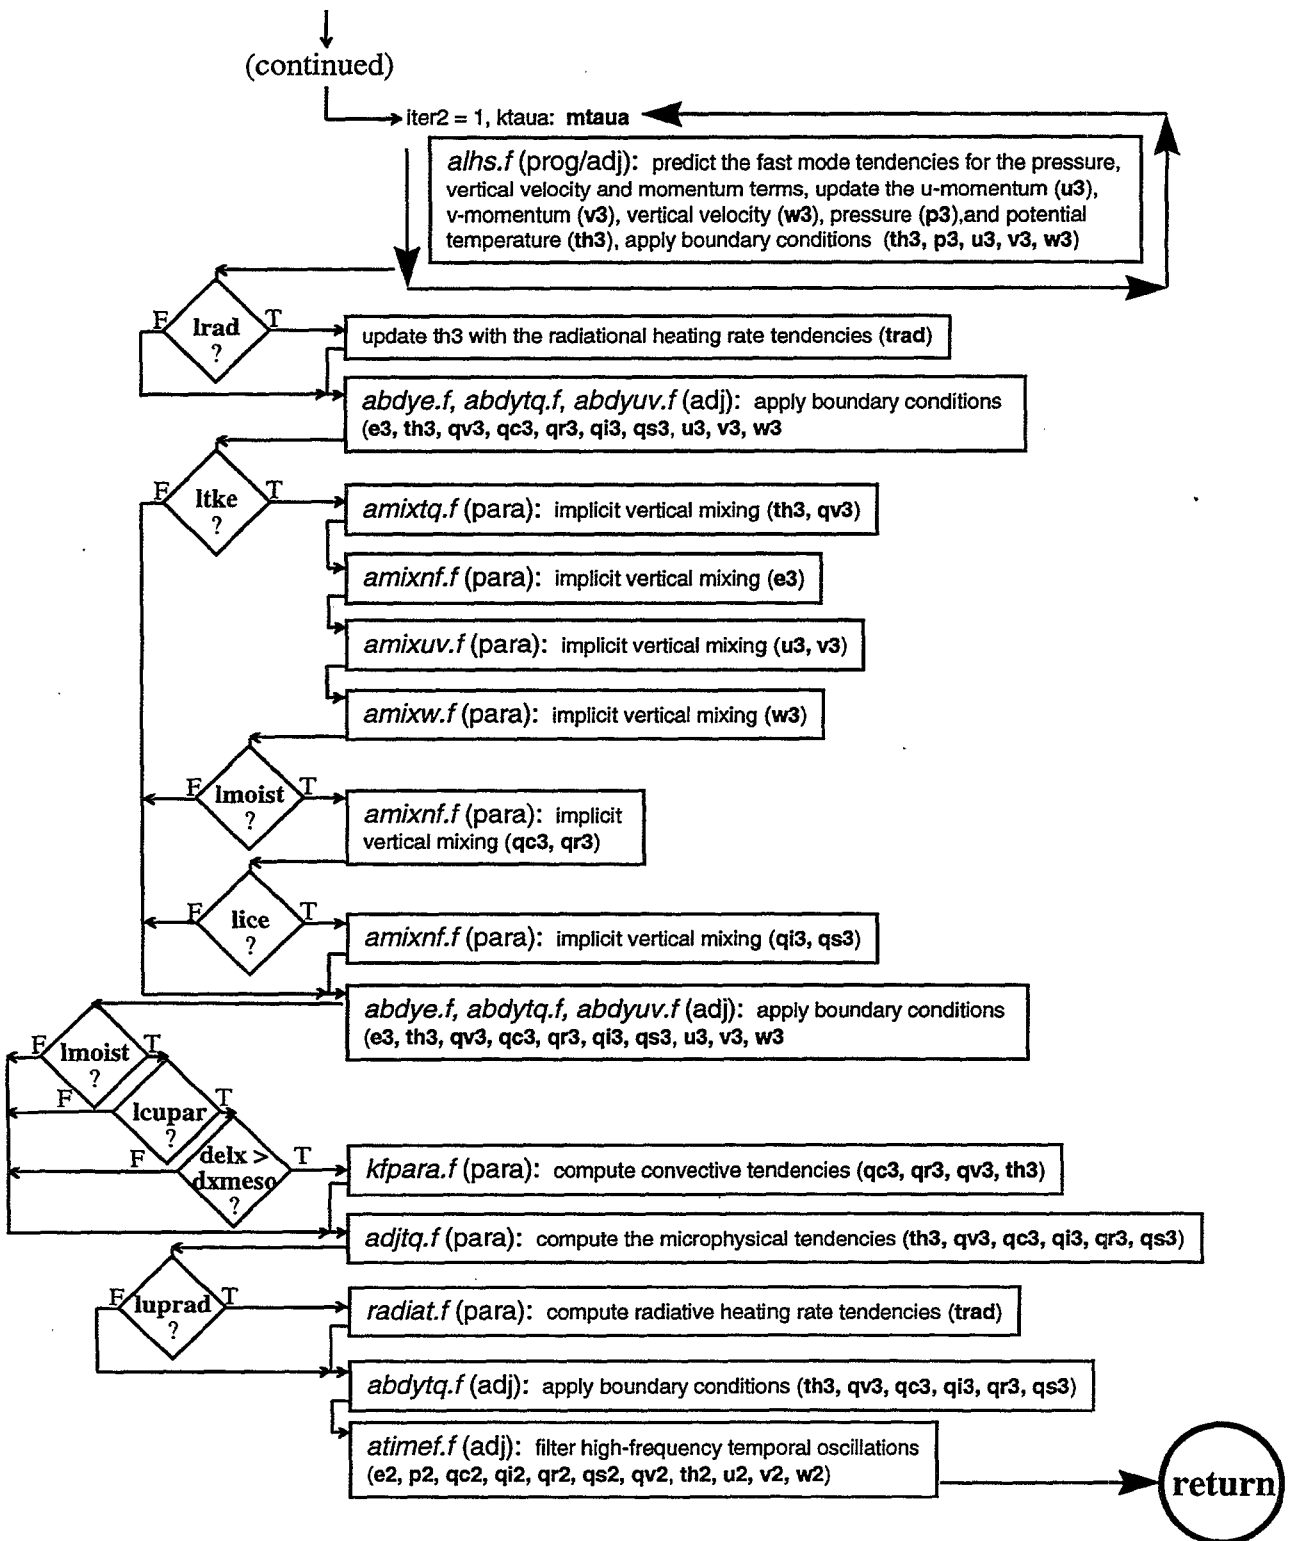 (continued)
iter2 = 1, ktaua: mtaua
alhs.f (prog/adj): predict the fast mode tendencies for the pressure,
vertical velocity and momentum terms, update the u-momentum (u3),
v-momentum (v3), vertical velocity (w3), pressure (p3),and potential
temperature (th3), apply boundary conditions (th3, p3, u3, v3, w3)
F lrad T
?
update th3 with the radiational heating rate tendencies (trad)
abdye.f, abdytq.f, abdyuv.f (adj): apply boundary conditions
(e3, th3, qv3, qc3, qr3, qi3, qs3, u3, v3, w3
F ltke T
?
amixtq.f (para): implicit vertical mixing (th3, qv3)
amixnf.f (para): implicit vertical mixing (e3)
amixuv.f (para): implicit vertical mixing (u3, v3)
amixw.f (para): implicit vertical mixing (w3)
F lmoist T
?
amixnf.f (para): implicit
vertical mixing (qc3, qr3)
F lice T
?
amixnf.f (para): implicit vertical mixing (qi3, qs3)
abdye.f, abdytq.f, abdyuv.f (adj): apply boundary conditions
(e3, th3, qv3, qc3, qr3, qi3, qs3, u3, v3, w3
F lmoist T
?
F lcupar T
?
F delx > T
dxmeso
?
kfpara.f (para): compute convective tendencies (qc3, qr3, qv3, th3)
adjtq.f (para): compute the microphysical tendencies (th3, qv3, qc3, qi3, qr3, qs3)
F luprad T
?
radiat.f (para): compute radiative heating rate tendencies (trad)
abdytq.f (adj): apply boundary conditions (th3, qv3, qc3, qi3, qr3, qs3)
atimef.f (adj): filter high-frequency temporal oscillations
(e2, p2, qc2, qi2, qr2, qs2, qv2, th2, u2, v2, w2)
return